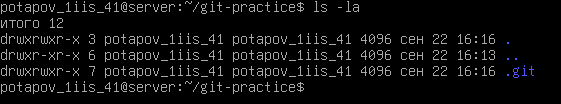 potapov_1iis_41@server:~/git-practice$ ls -la
итого 12
drwxrwxr-x 3 potapov_1iis_41 potapov_1iis_41 4096 сен 22 16:16 .
drwxrwxr-x 6 potapov_1iis_41 potapov_1iis_41 4096 сен 22 16:13 ..
drwxrwxr-x 7 potapov_1iis_41 potapov_1iis_41 4096 сен 22 16:16 .git
potapov_1iis_41@server:~/git-practice$